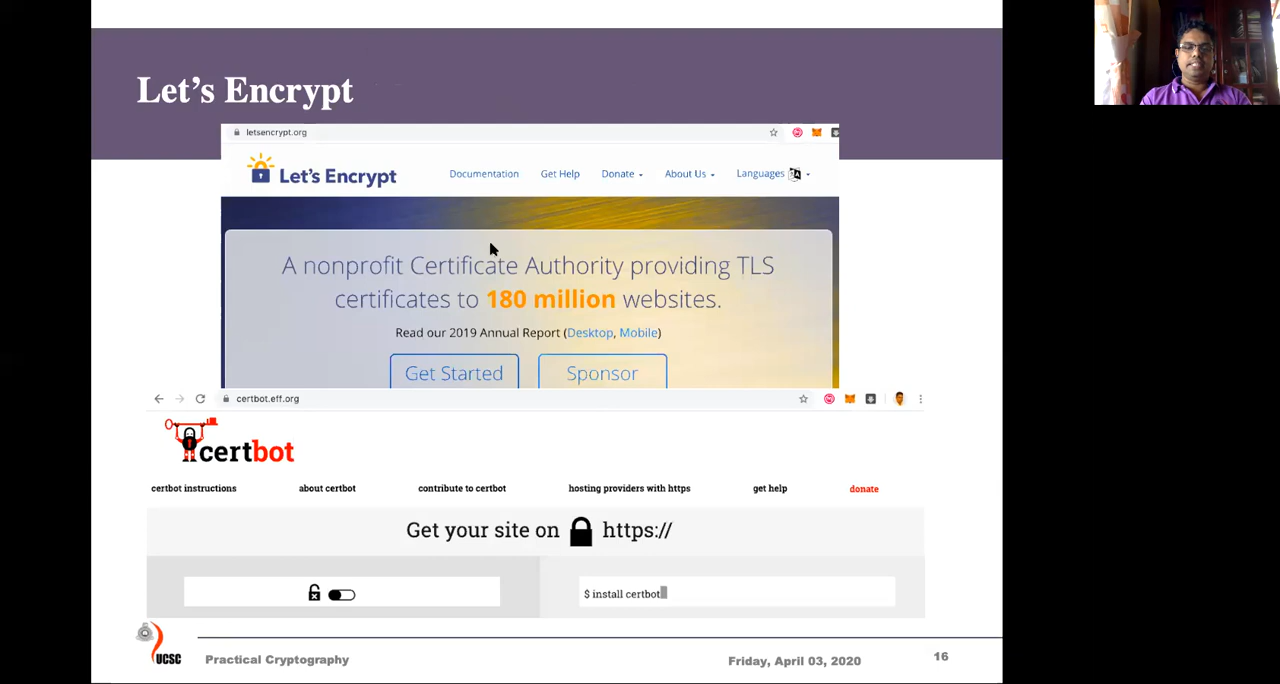 Let's Encrypt
letsencrypt.org
Let's Encrypt
Documentation Get Help Donate About Us Languages
A nonprofit Certificate Authority providing TLS
certificates to 180 million websites.
Read our 2019 Annual Report (Desktop, Mobile)
Get Started Sponsor
certbot.eff.org
certbot
certbot instructions about certbot contribute to certbot hosting providers with https get help donate
Get your site on https://
$ install certbot
UCSC
Practical Cryptography Friday, April 03, 2020 16